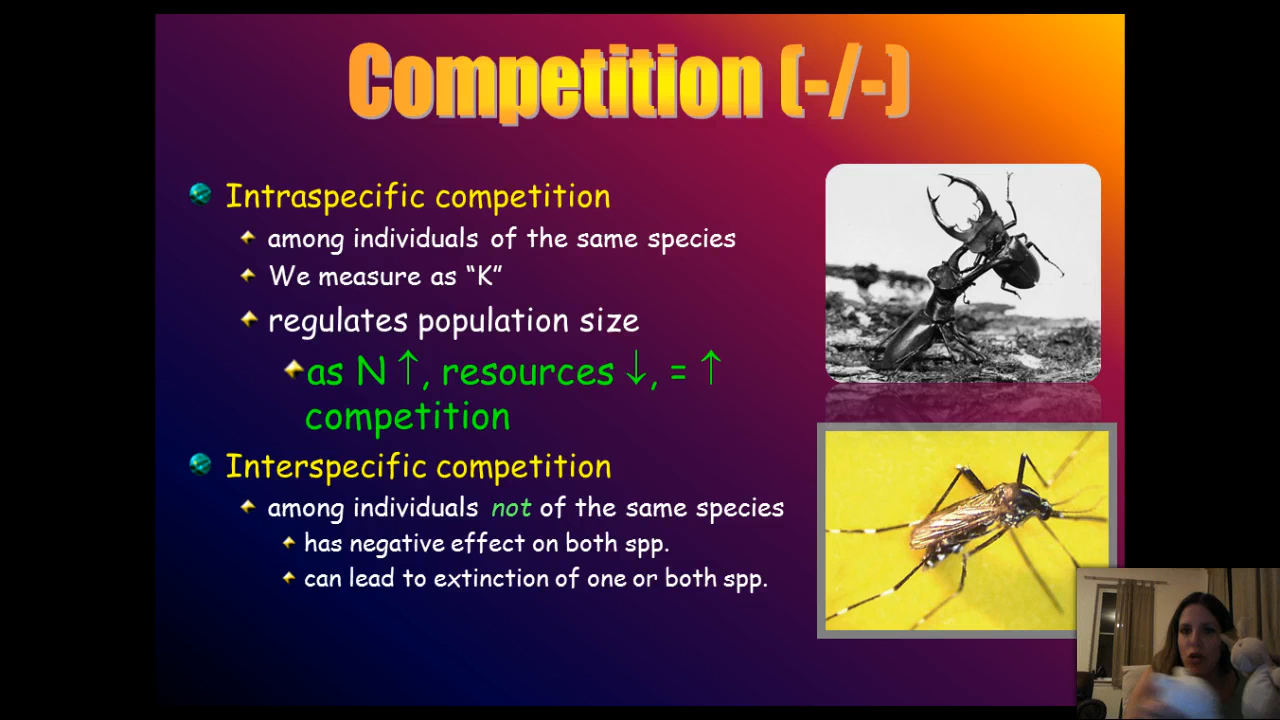 Competition (-/-)
Intraspecific competition
among individuals of the same species
We measure as “K”
regulates population size
as N ↑, resources ↓, = ↑
competition
Interspecific competition
among individuals not of the same species
has negative effect on both spp.
can lead to extinction of one or both spp.